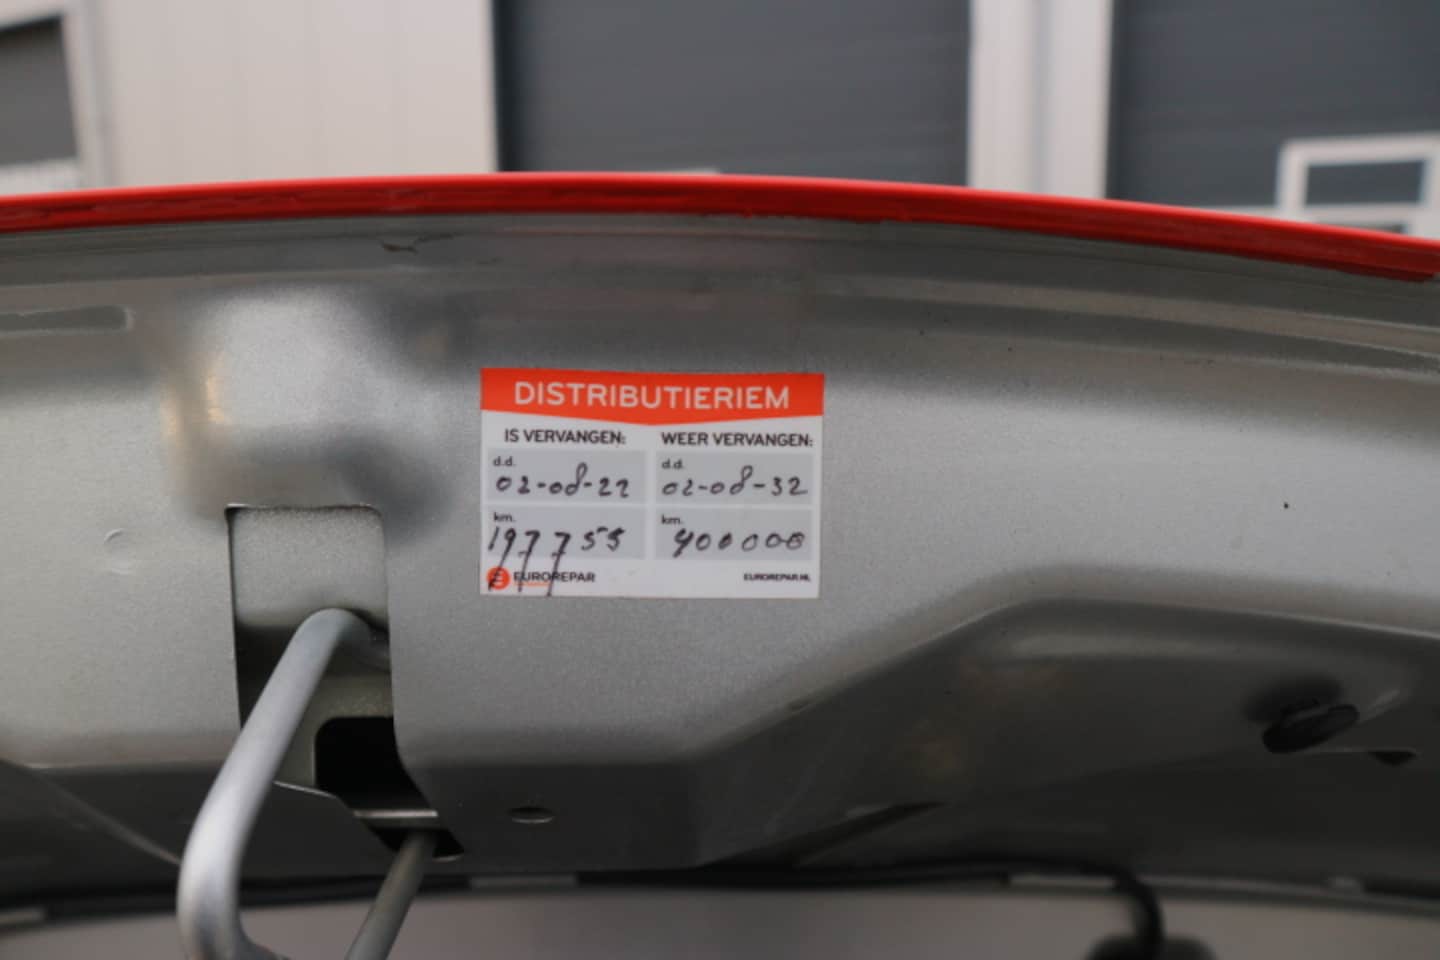 DISTRIBUTIERIEM
IS VERVANGEN: WEER VERVANGEN:
d.d. d.d.
02-08-22 02-08-32
km. km.
197755 400000
EUROREPAR EUROREPAR.NL